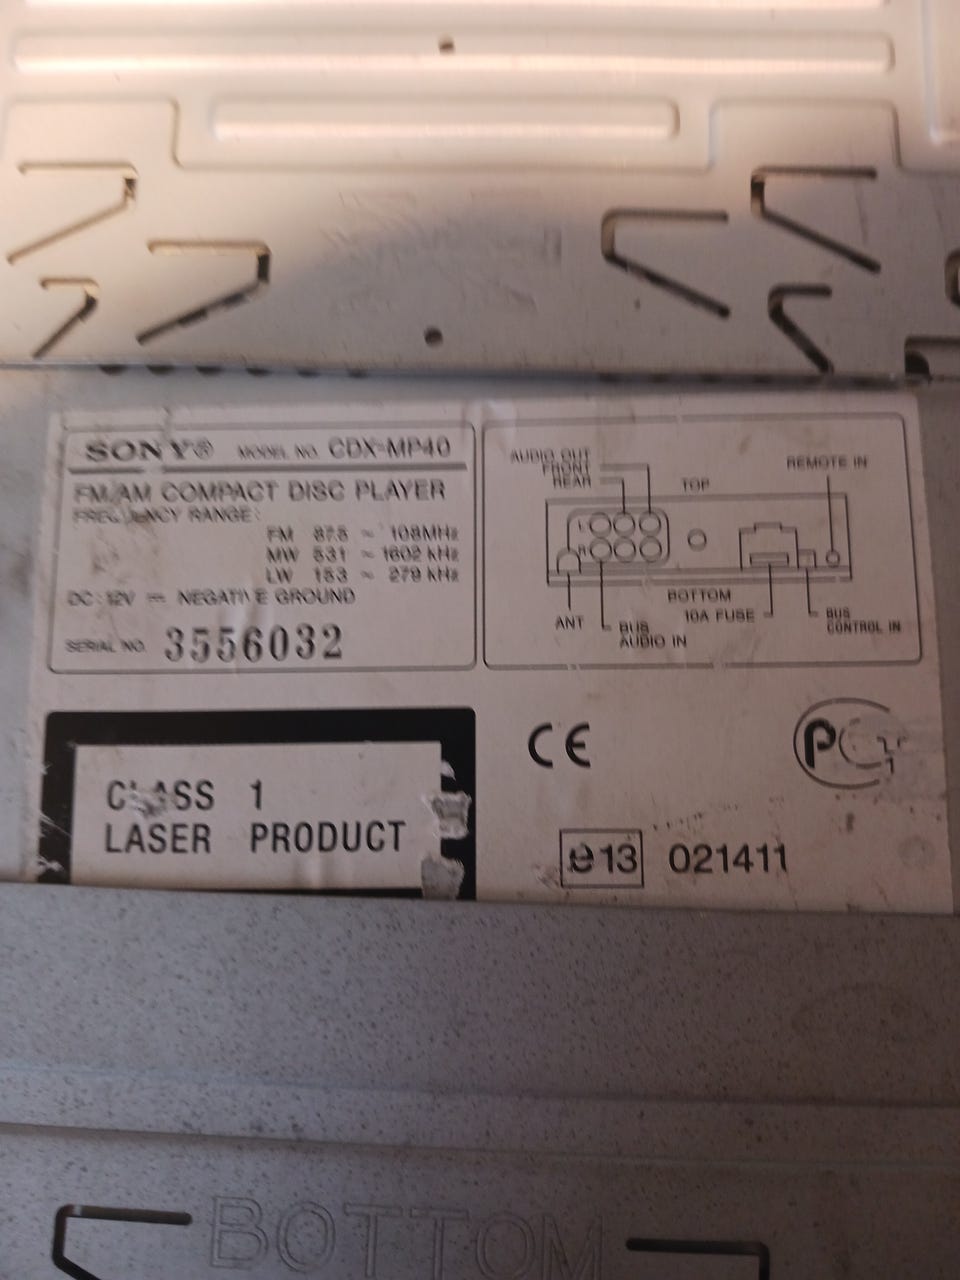 SONY® MODEL NO. CDX-MP40
FM/AM COMPACT DISC PLAYER
FREQUENCY RANGE:
FM 87.5 ~ 108MHz
MW 531 ~ 1602 kHz
LW 153 ~ 279 kHz
DC: 12V ⎓ NEGATIVE GROUND
SERIAL NO. 3556032
AUDIO OUT
FRONT
REAR
TOP
REMOTE IN
L
R
BOTTOM
ANT
BUS
AUDIO IN
10A FUSE
BUS
CONTROL IN
CLASS 1
LASER PRODUCT
CE
e13 021411
BOTTOM